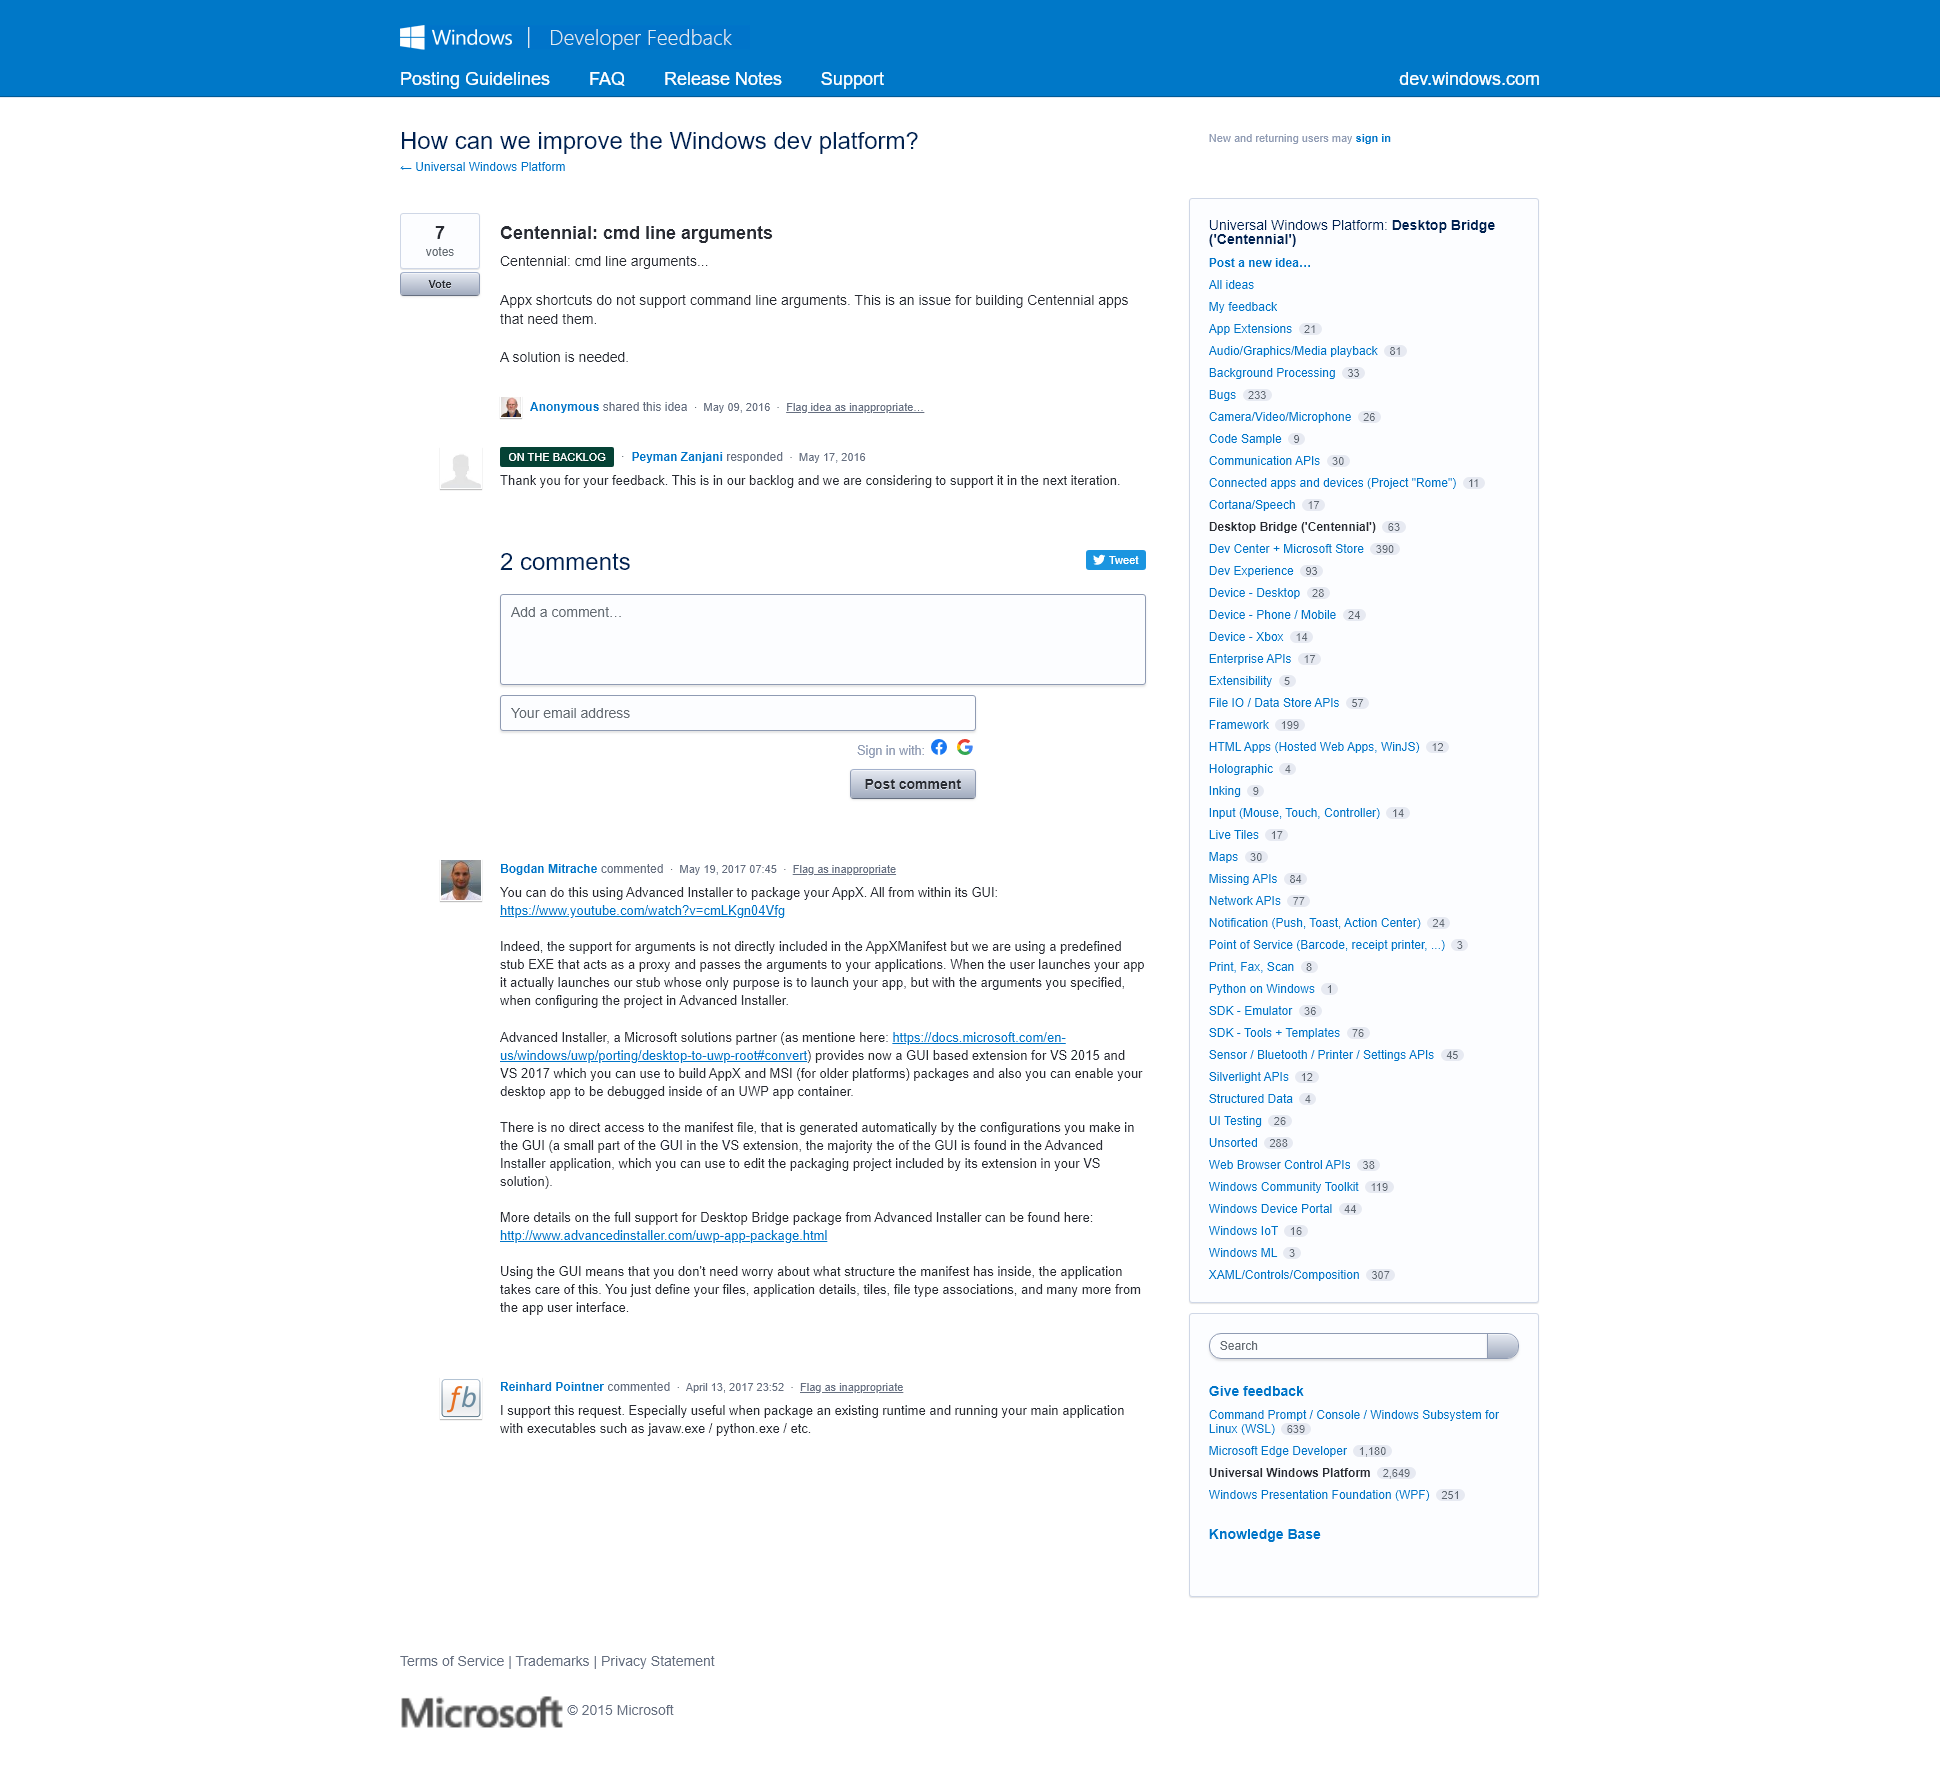 Windows | Developer Feedback
Posting Guidelines FAQ Release Notes Support dev.windows.com
How can we improve the Windows dev platform?
← Universal Windows Platform
New and returning users may sign in
7
votes
Vote
Centennial: cmd line arguments
Centennial: cmd line arguments...
Appx shortcuts do not support command line arguments. This is an issue for building Centennial apps
that need them.
A solution is needed.
Anonymous shared this idea · May 09, 2016 · Flag idea as inappropriate…
ON THE BACKLOG · Peyman Zanjani responded · May 17, 2016
Thank you for your feedback. This is in our backlog and we are considering to support it in the next iteration.
2 comments
Tweet
Add a comment…
Your email address
Sign in with:
Post comment
Bogdan Mitrache commented · May 19, 2017 07:45 · Flag as inappropriate
You can do this using Advanced Installer to package your AppX. All from within its GUI:
https://www.youtube.com/watch?v=cmLKgn04Vfg
Indeed, the support for arguments is not directly included in the AppXManifest but we are using a predefined
stub EXE that acts as a proxy and passes the arguments to your applications. When the user launches your app
it actually launches our stub whose only purpose is to launch your app, but with the arguments you specified,
when configuring the project in Advanced Installer.
Advanced Installer, a Microsoft solutions partner (as mentione here: https://docs.microsoft.com/en-
us/windows/uwp/porting/desktop-to-uwp-root#convert) provides now a GUI based extension for VS 2015 and
VS 2017 which you can use to build AppX and MSI (for older platforms) packages and also you can enable your
desktop app to be debugged inside of an UWP app container.
There is no direct access to the manifest file, that is generated automatically by the configurations you make in
the GUI (a small part of the GUI in the VS extension, the majority the of the GUI is found in the Advanced
Installer application, which you can use to edit the packaging project included by its extension in your VS
solution).
More details on the full support for Desktop Bridge package from Advanced Installer can be found here:
http://www.advancedinstaller.com/uwp-app-package.html
Using the GUI means that you don't need worry about what structure the manifest has inside, the application
takes care of this. You just define your files, application details, tiles, file type associations, and many more from
the app user interface.
fb
Reinhard Pointner commented · April 13, 2017 23:52 · Flag as inappropriate
I support this request. Especially useful when package an existing runtime and running your main application
with executables such as javaw.exe / python.exe / etc.
Universal Windows Platform: Desktop Bridge
('Centennial')
Post a new idea…
All ideas
My feedback
App Extensions 21
Audio/Graphics/Media playback 81
Background Processing 33
Bugs 233
Camera/Video/Microphone 26
Code Sample 9
Communication APIs 30
Connected apps and devices (Project "Rome") 11
Cortana/Speech 17
Desktop Bridge ('Centennial') 63
Dev Center + Microsoft Store 390
Dev Experience 93
Device - Desktop 28
Device - Phone / Mobile 24
Device - Xbox 14
Enterprise APIs 17
Extensibility 5
File IO / Data Store APIs 57
Framework 199
HTML Apps (Hosted Web Apps, WinJS) 12
Holographic 4
Inking 9
Input (Mouse, Touch, Controller) 14
Live Tiles 17
Maps 30
Missing APIs 84
Network APIs 77
Notification (Push, Toast, Action Center) 24
Point of Service (Barcode, receipt printer, ...) 3
Print, Fax, Scan 8
Python on Windows 1
SDK - Emulator 36
SDK - Tools + Templates 76
Sensor / Bluetooth / Printer / Settings APIs 45
Silverlight APIs 12
Structured Data 4
UI Testing 26
Unsorted 288
Web Browser Control APIs 38
Windows Community Toolkit 119
Windows Device Portal 44
Windows IoT 16
Windows ML 3
XAML/Controls/Composition 307
Search
Give feedback
Command Prompt / Console / Windows Subsystem for
Linux (WSL) 639
Microsoft Edge Developer 1,180
Universal Windows Platform 2,649
Windows Presentation Foundation (WPF) 251
Knowledge Base
Terms of Service | Trademarks | Privacy Statement
Microsoft © 2015 Microsoft